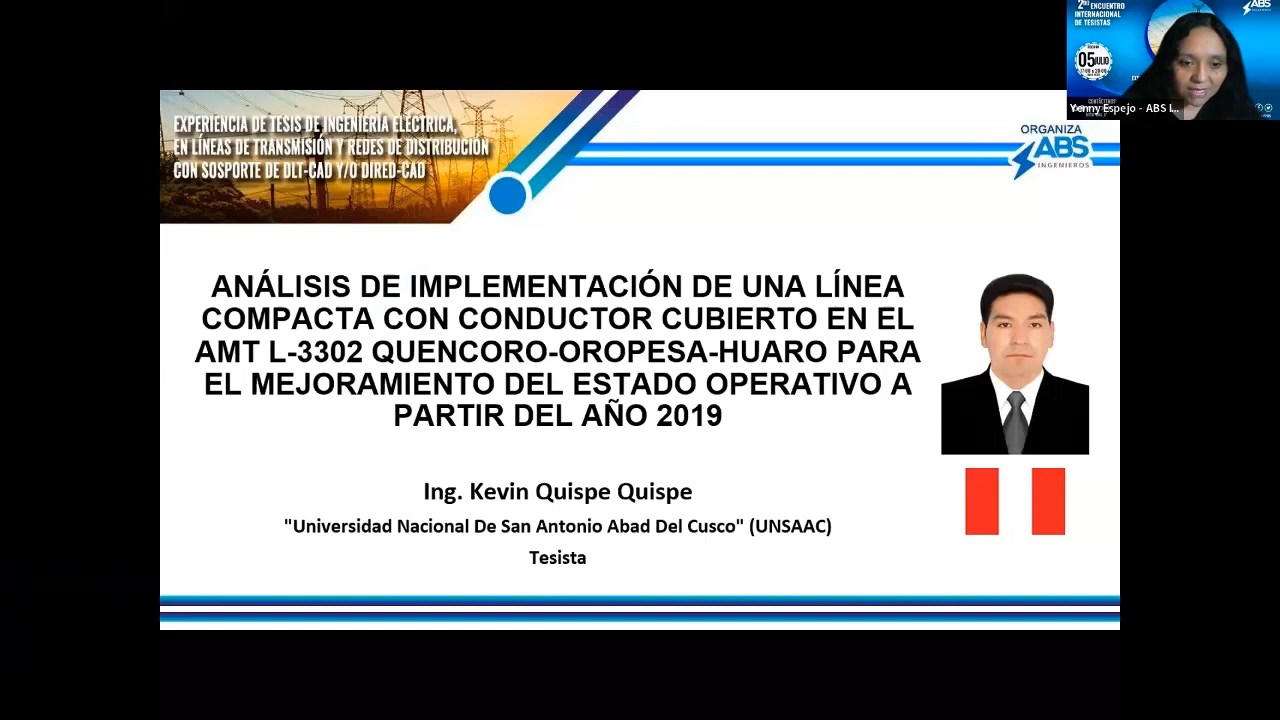 2DO ENCUENTRO
INTERNACIONAL
DE TESISTAS
ABS
05 JULIO
Yenny Espejo - ABS I...
EXPERIENCIA DE TESIS DE INGENIERÍA ELÉCTRICA,
EN LÍNEAS DE TRANSMISIÓN Y REDES DE DISTRIBUCIÓN
CON SOSPORTE DE DLT-CAD Y/O DIRED-CAD
ORGANIZA
ABS
INGENIEROS
ANÁLISIS DE IMPLEMENTACIÓN DE UNA LÍNEA
COMPACTA CON CONDUCTOR CUBIERTO EN EL
AMT L-3302 QUENCORO-OROPESA-HUARO PARA
EL MEJORAMIENTO DEL ESTADO OPERATIVO A
PARTIR DEL AÑO 2019
Ing. Kevin Quispe Quispe
"Universidad Nacional De San Antonio Abad Del Cusco" (UNSAAC)
Tesista